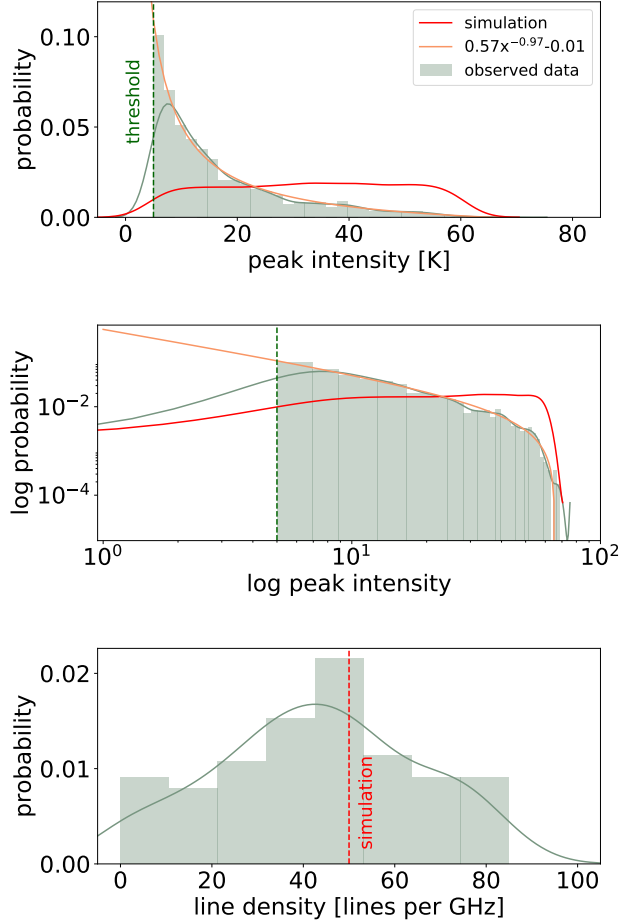 simulation
0.57x^−0.97-0.01
observed data
threshold
probability
0.10
0.05
0.00
0 20 40 60 80
peak intensity [K]
log probability
10^−2
10^−4
10^0 10^1 10^2
log peak intensity
probability
0.02
0.01
0.00
simulation
0 20 40 60 80 100
line density [lines per GHz]